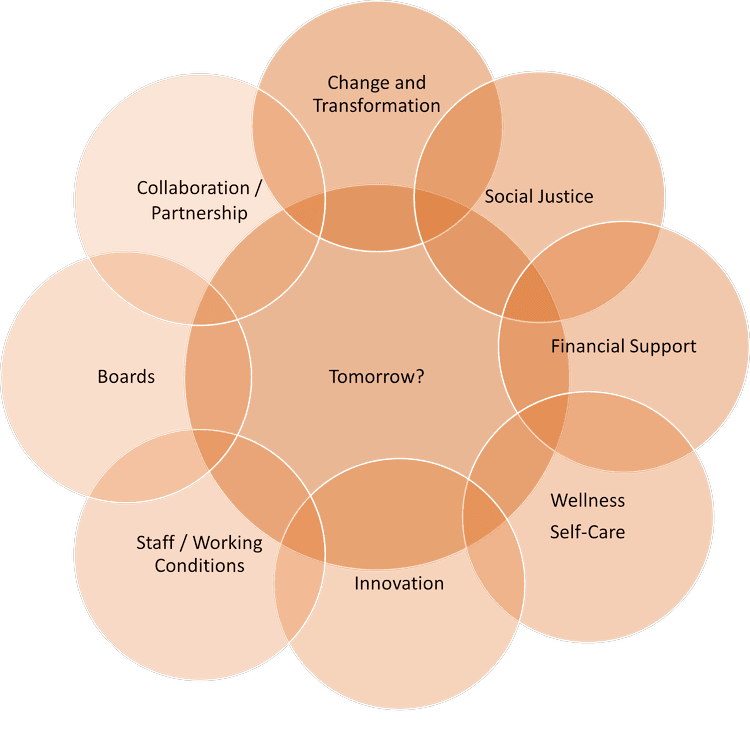 Change and
Transformation
Collaboration /
Partnership
Social Justice
Financial Support
Boards
Tomorrow?
Wellness
Self-Care
Staff / Working
Conditions
Innovation